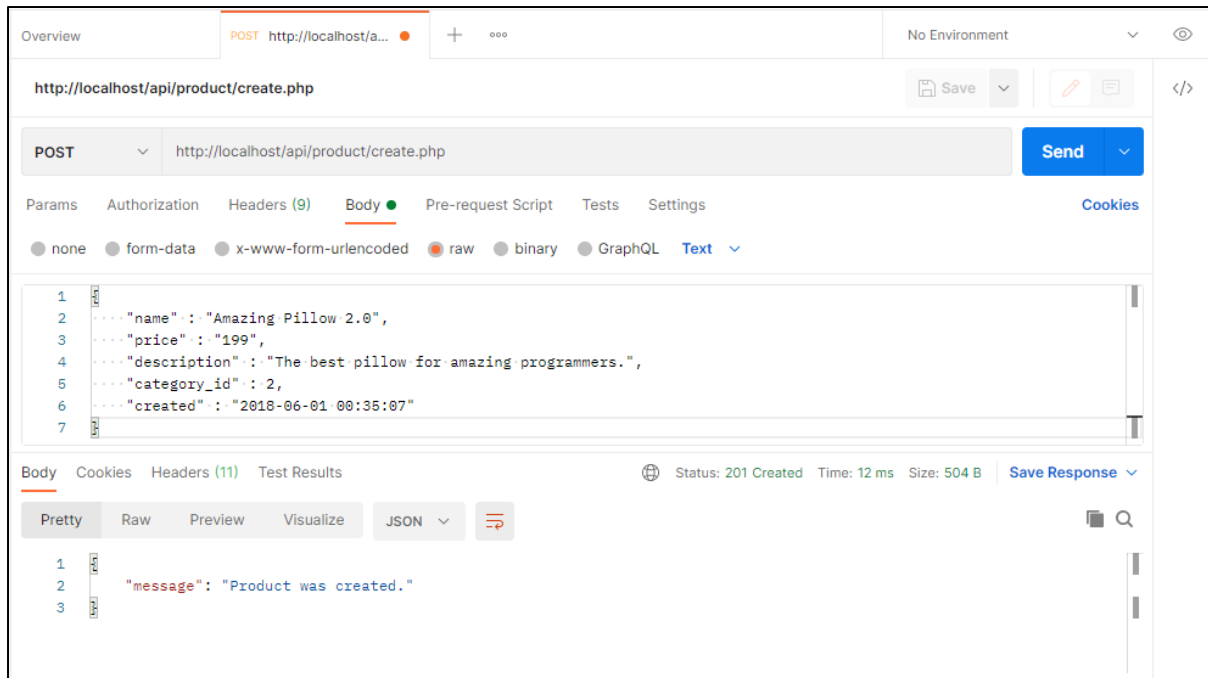 Overview POST http://localhost/a... No Environment
http://localhost/api/product/create.php Save </>
POST http://localhost/api/product/create.php Send
Params Authorization Headers (9) Body Pre-request Script Tests Settings Cookies
none form-data x-www-form-urlencoded raw binary GraphQL Text
1 {
2 "name" : "Amazing Pillow 2.0",
3 "price" : "199",
4 "description" : "The best pillow for amazing programmers.",
5 "category_id" : 2,
6 "created" : "2018-06-01 00:35:07"
7 }
Body Cookies Headers (11) Test Results Status: 201 Created Time: 12 ms Size: 504 B Save Response
Pretty Raw Preview Visualize JSON
1 {
2 "message": "Product was created."
3 }